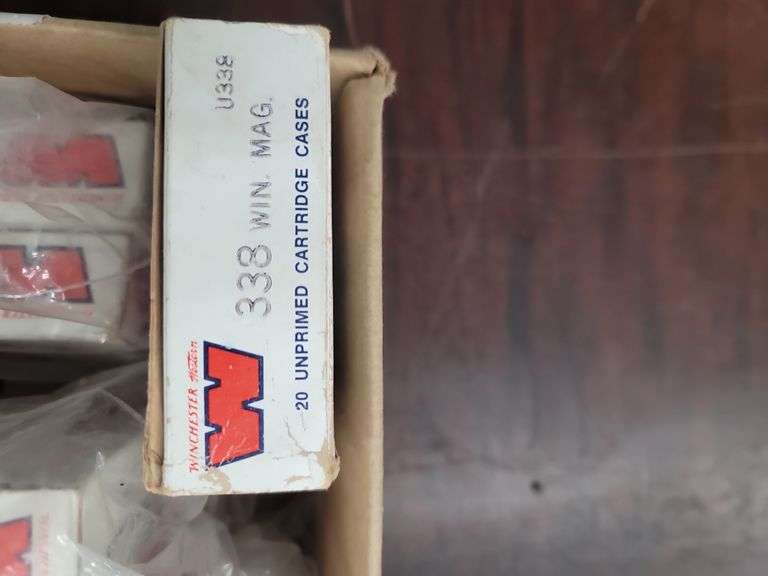 U338
338 WIN. MAG.
20 UNPRIMED CARTRIDGE CASES
WINCHESTER Western
W